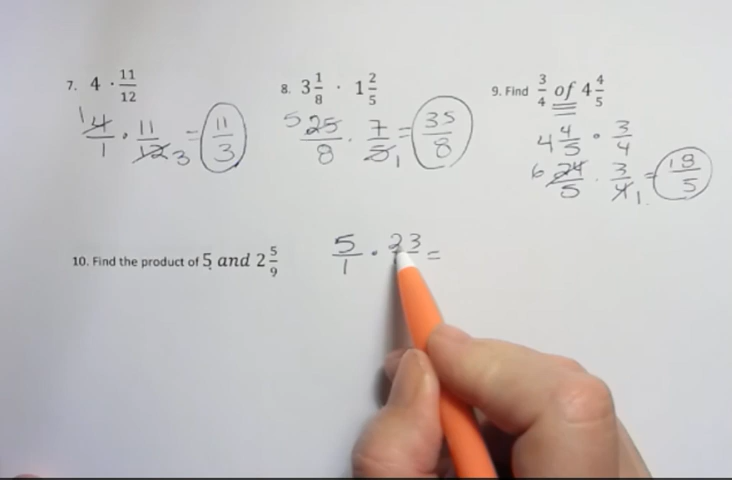 7. 4 · 11/12
1 4/1 · 11/12 3 = 11/3
8. 3 1/8 · 1 2/5
5 25/8 · 7/5 1 = 35/8
9. Find 3/4 of 4 4/5
4 4/5 · 3/4
6 24/5 · 3/4 1 = 18/5
10. Find the product of 5 and 2 5/9
5/1 · 23 =